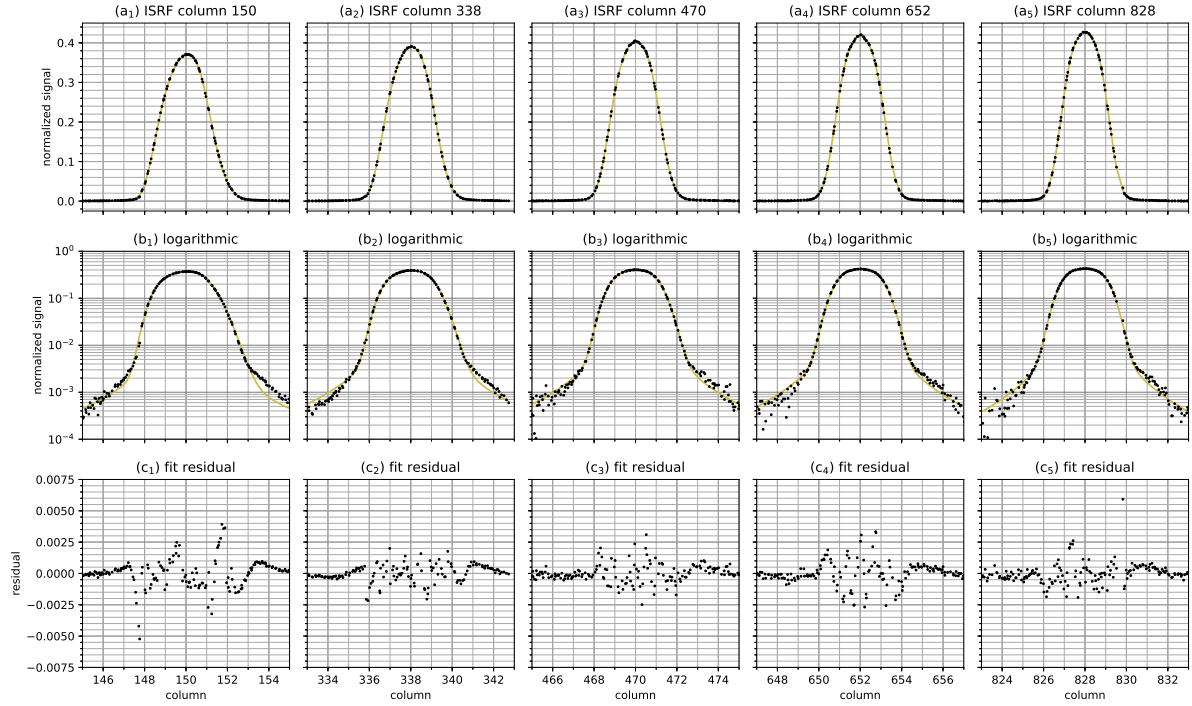 (a₁) ISRF column 150 (a₂) ISRF column 338 (a₃) ISRF column 470 (a₄) ISRF column 652 (a₅) ISRF column 828
normalized signal
0.4
0.3
0.2
0.1
0.0
(b₁) logarithmic (b₂) logarithmic (b₃) logarithmic (b₄) logarithmic (b₅) logarithmic
normalized signal
10⁰
10⁻¹
10⁻²
10⁻³
10⁻⁴
(c₁) fit residual (c₂) fit residual (c₃) fit residual (c₄) fit residual (c₅) fit residual
residual
0.0075
0.0050
0.0025
0.0000
−0.0025
−0.0050
−0.0075
146 148 150 152 154 334 336 338 340 342 466 468 470 472 474 648 650 652 654 656 824 826 828 830 832
column column column column column